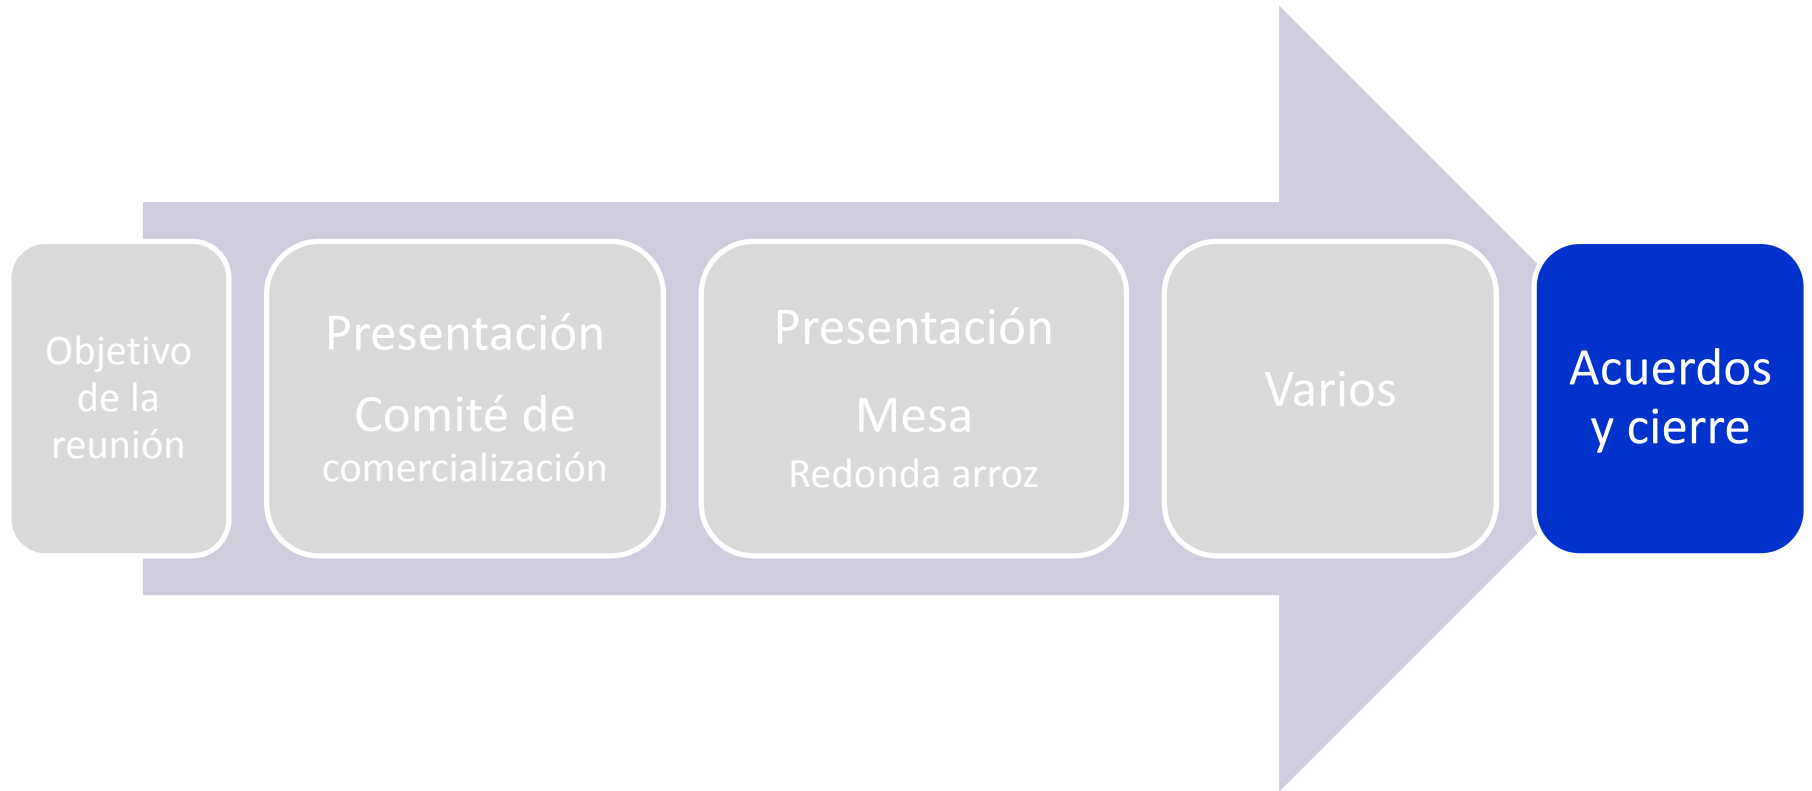 Objetivo
de la
reunión
Presentación
Comité de
comercialización
Presentación
Mesa
Redonda arroz
Varios
Acuerdos
y cierre